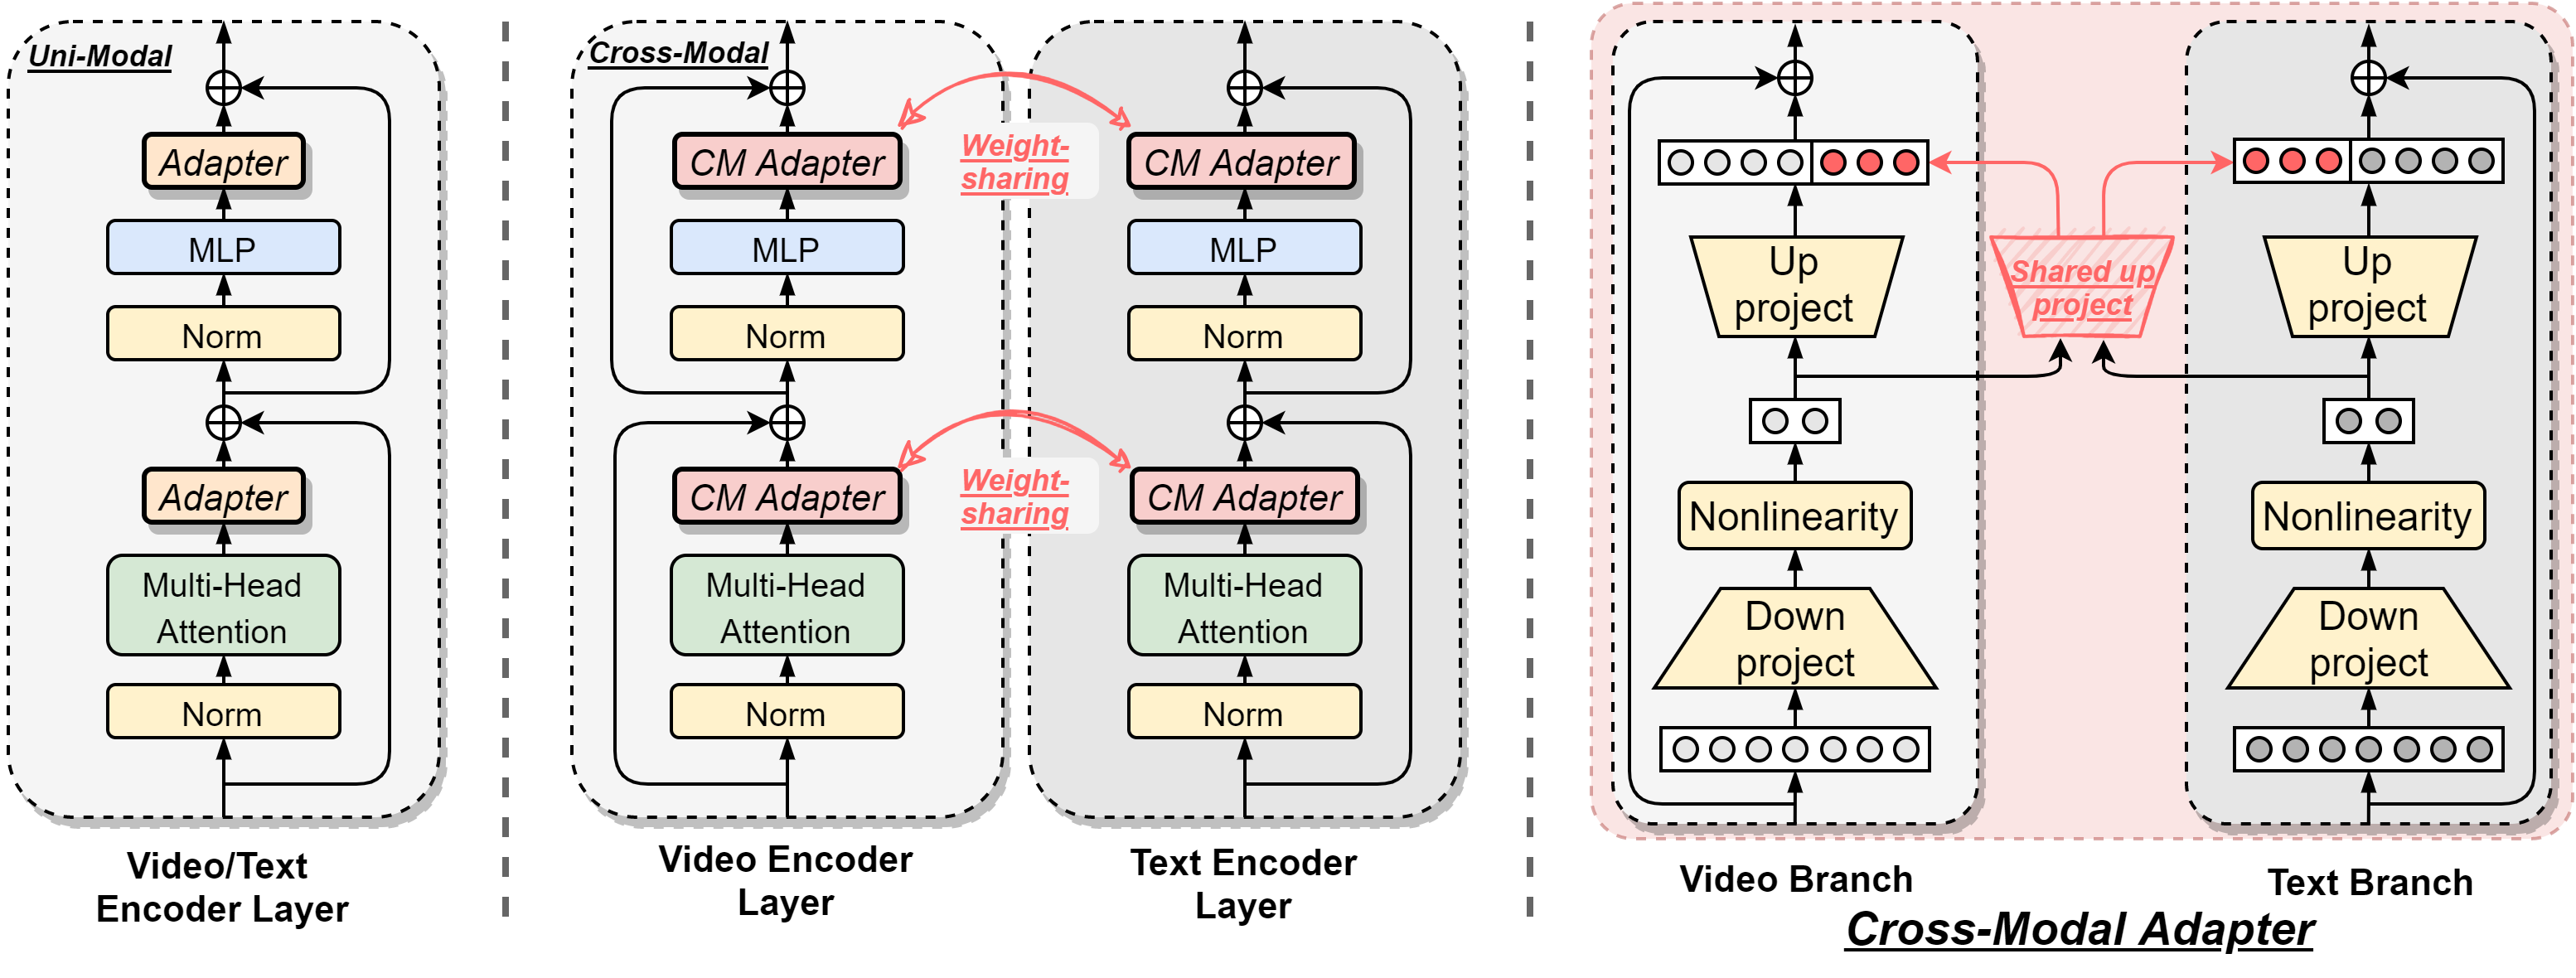 Uni-Modal
Adapter
MLP
Norm
Adapter
Multi-Head
Attention
Norm
Video/Text
Encoder Layer
Cross-Modal
CM Adapter
MLP
Norm
CM Adapter
Multi-Head
Attention
Norm
Video Encoder
Layer
Weight-
sharing
Weight-
sharing
CM Adapter
MLP
Norm
CM Adapter
Multi-Head
Attention
Norm
Text Encoder
Layer
Up
project
Nonlinearity
Down
project
Video Branch
Shared up
project
Up
project
Nonlinearity
Down
project
Text Branch
Cross-Modal Adapter